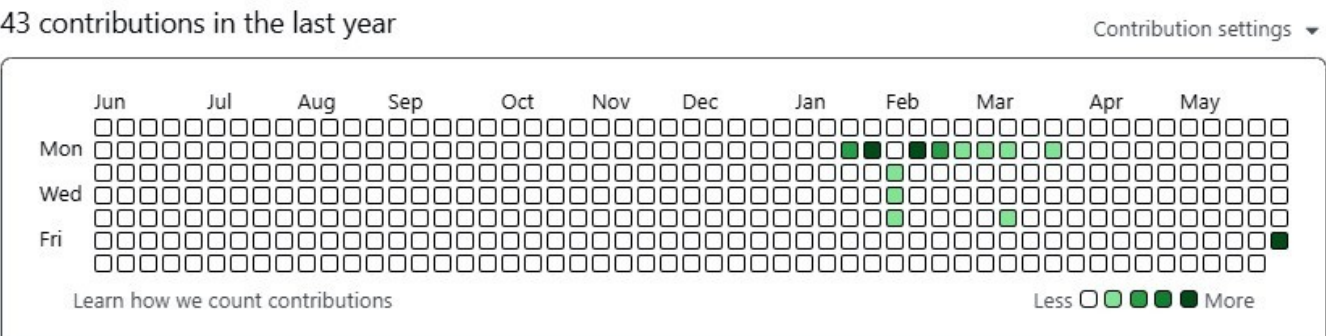 43 contributions in the last year
Contribution settings
Jun Jul Aug Sep Oct Nov Dec Jan Feb Mar Apr May
Mon
Wed
Fri
Learn how we count contributions
Less More